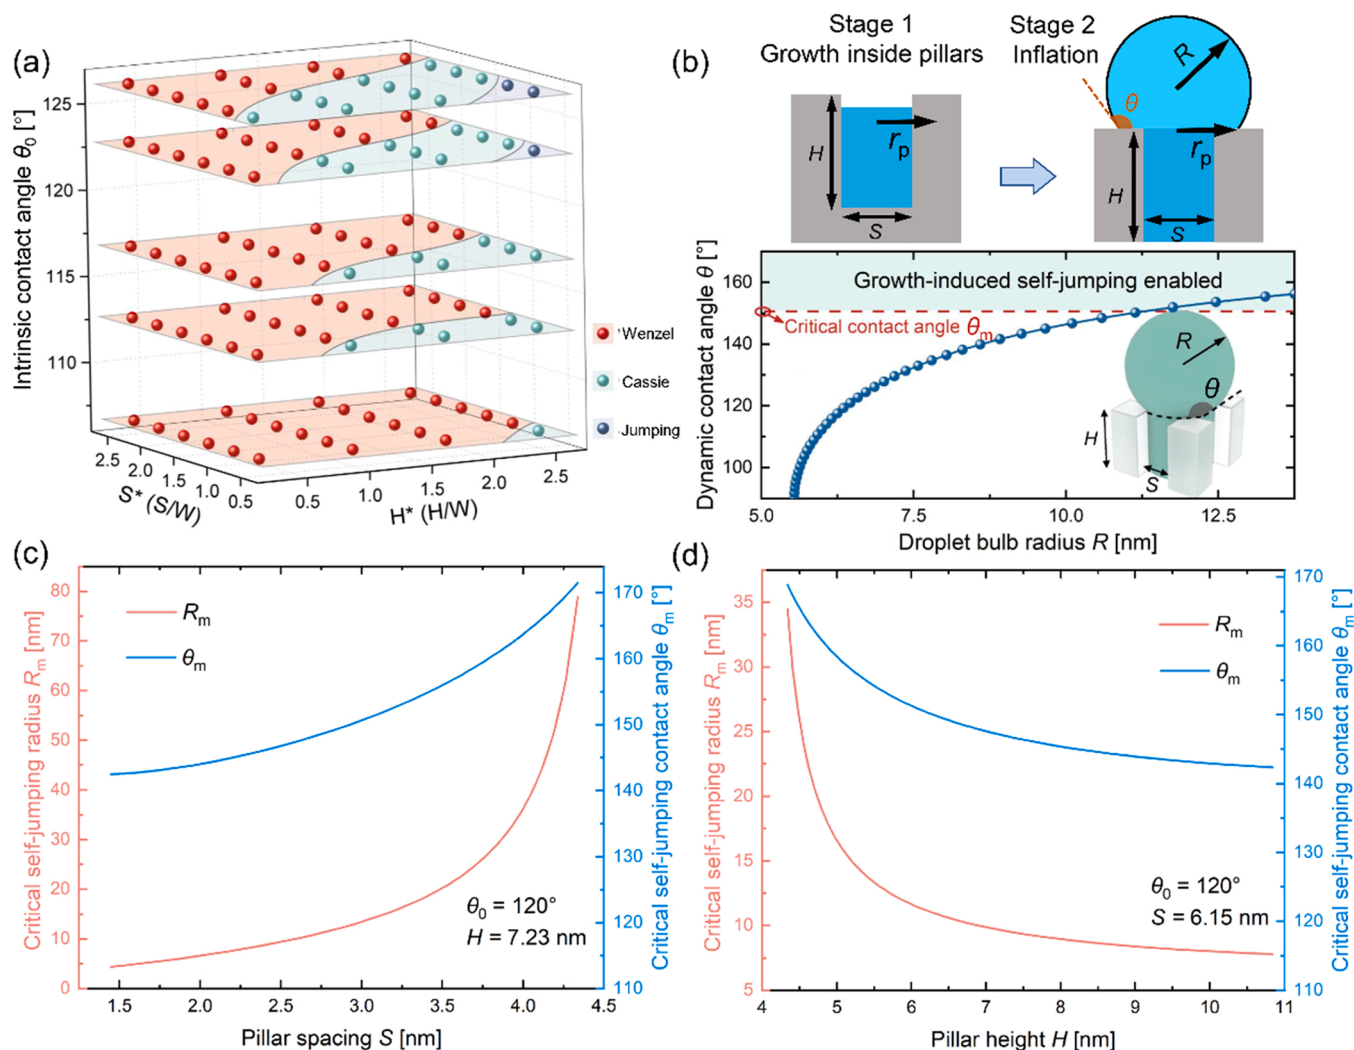 (a)
Intrinsic contact angle θ0 [°]
125
120
115
110
2.5
2.0
1.5
1.0
0.5
S* (S/W)
0.5
1.0
1.5
2.0
2.5
H* (H/W)
Wenzel
Cassie
Jumping
(b)
Stage 1
Growth inside pillars
H
rp
S
Stage 2
Inflation
R
θ
rp
H
S
Dynamic contact angle θ [°]
160
140
120
100
Growth-induced self-jumping enabled
Critical contact angle θm
R
θ
H
S
5.0
7.5
10.0
12.5
Droplet bulb radius R [nm]
(c)
Critical self-jumping radius Rm [nm]
80
70
60
50
40
30
20
10
0
Rm
θm
θ0 = 120°
H = 7.23 nm
170
160
150
140
130
120
110
Critical self-jumping contact angle θm [°]
1.5
2.0
2.5
3.0
3.5
4.0
4.5
Pillar spacing S [nm]
(d)
Critical self-jumping radius Rm [nm]
35
30
25
20
15
10
5
Rm
θm
θ0 = 120°
S = 6.15 nm
170
160
150
140
130
120
110
Critical self-jumping contact angle θm [°]
4
5
6
7
8
9
10
11
Pillar height H [nm]